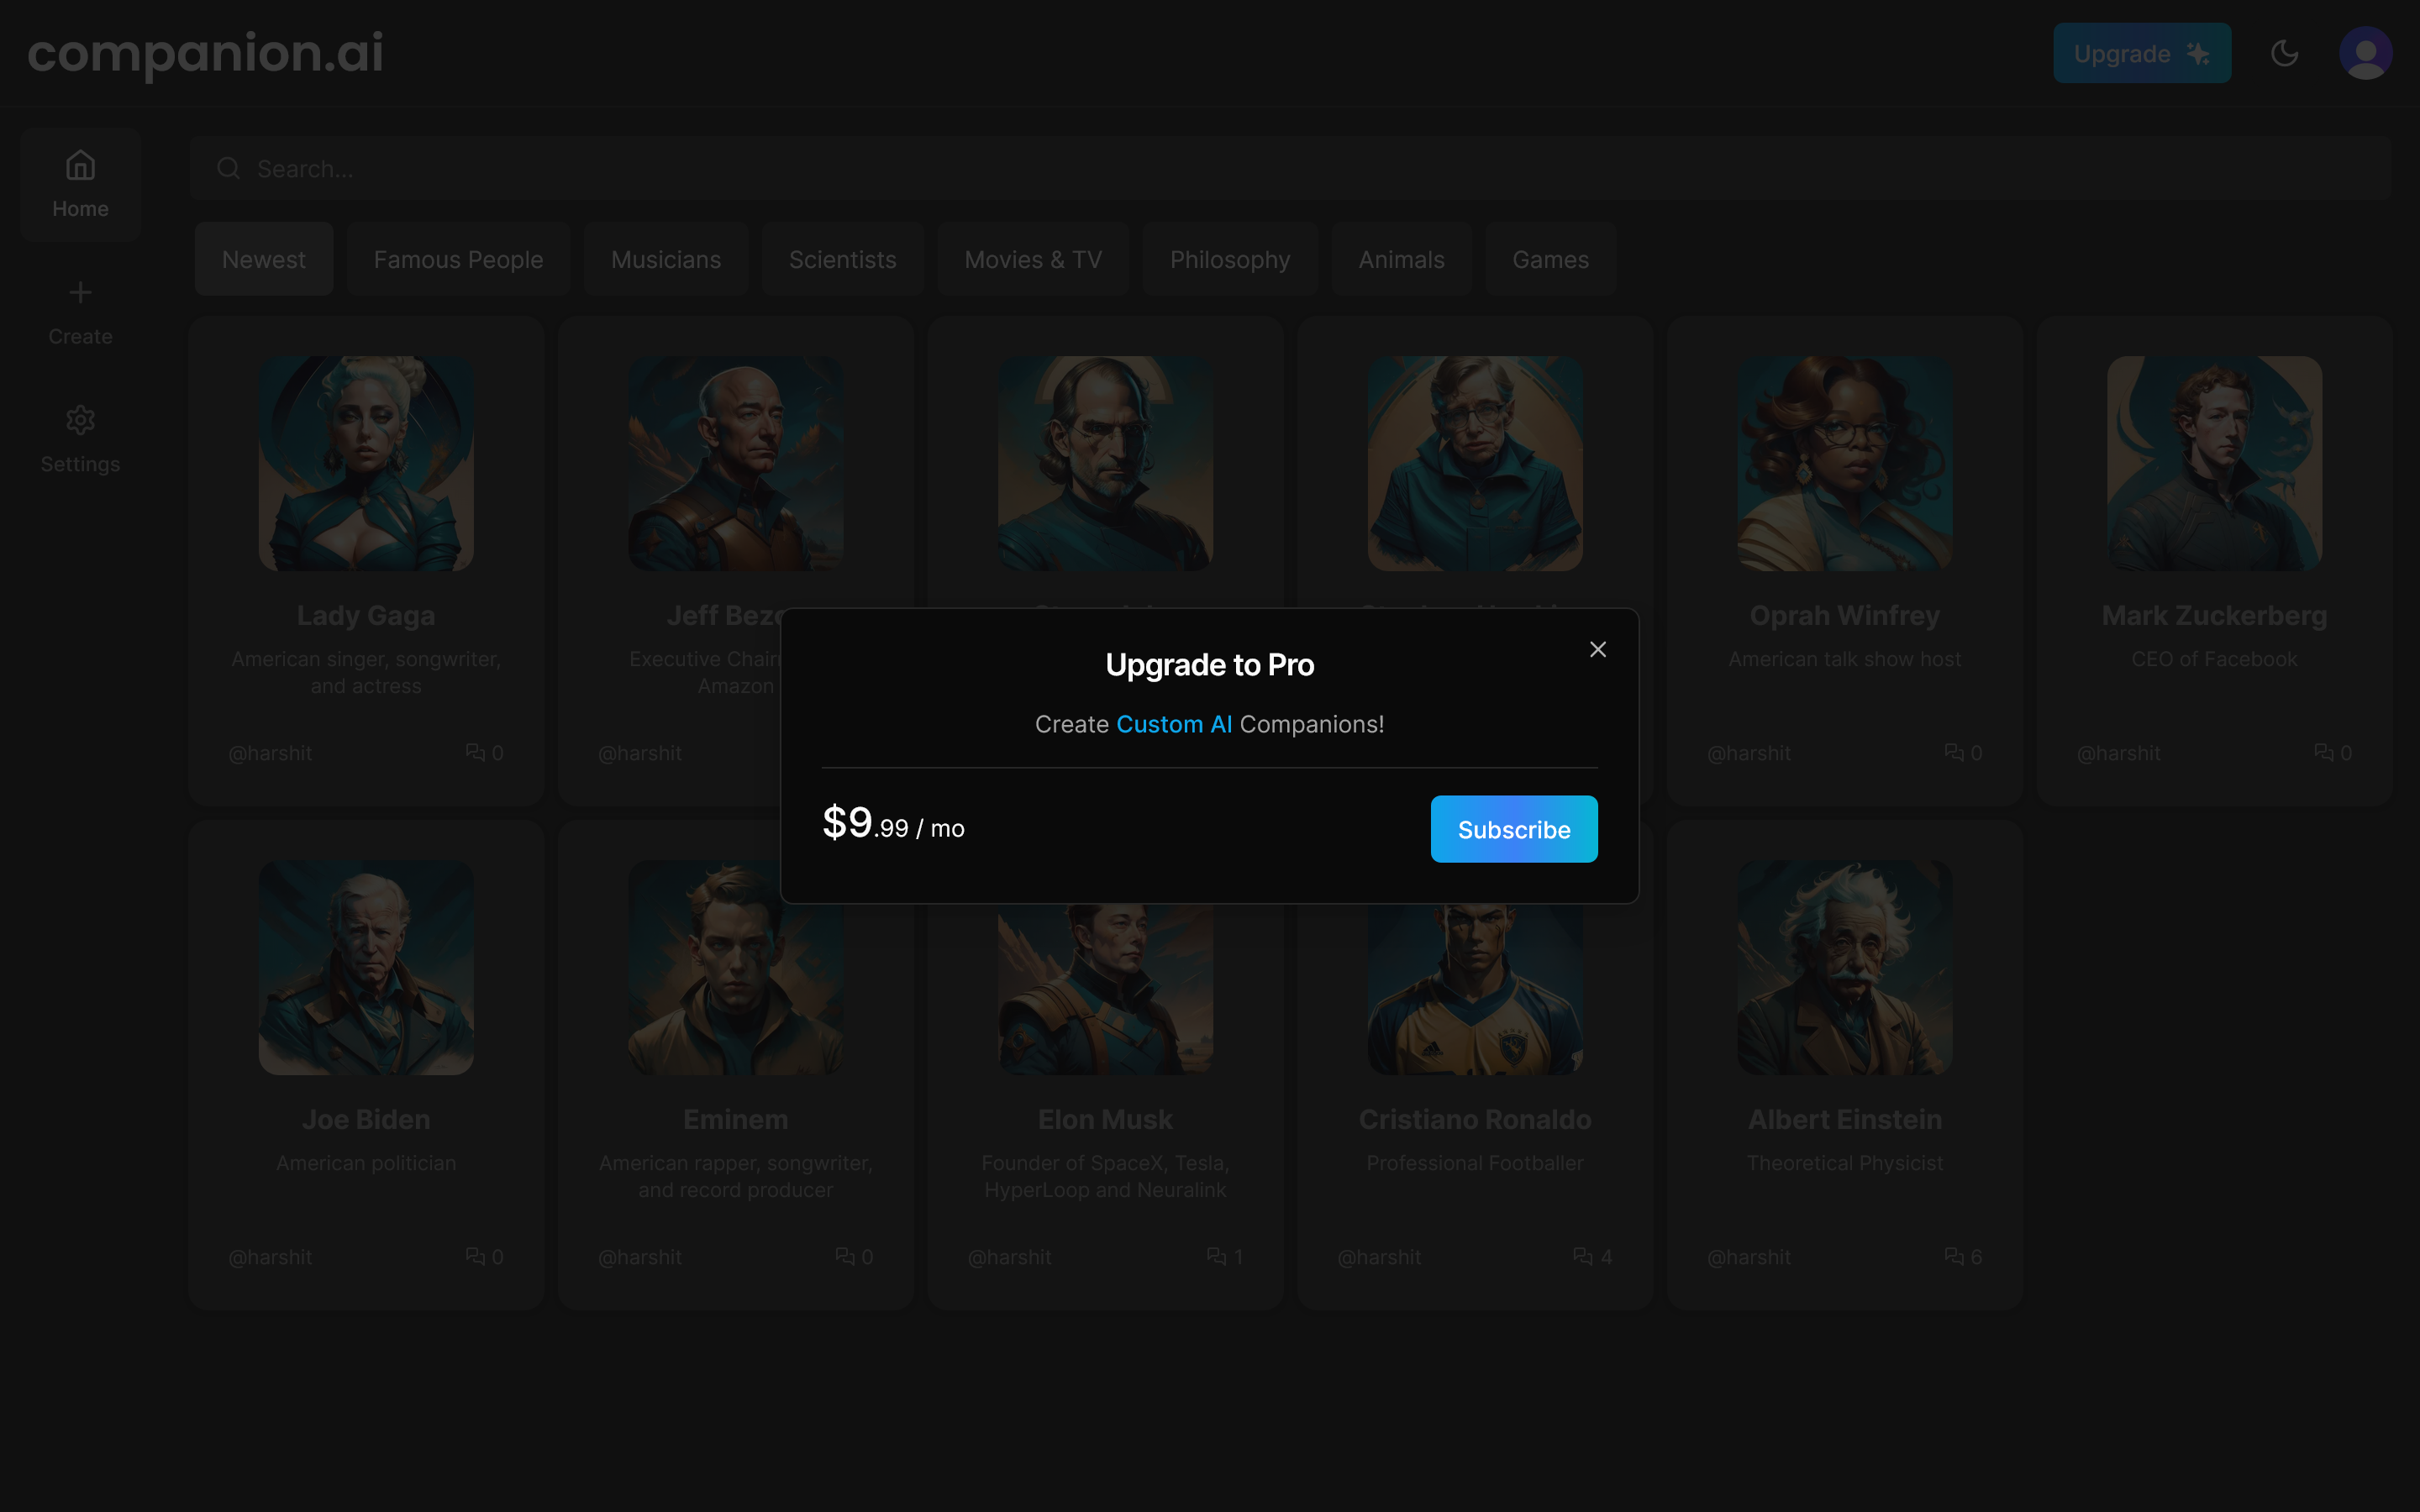 companion.ai
Upgrade
Home
Create
Settings
Search...
Newest
Famous People
Musicians
Scientists
Movies & TV
Philosophy
Animals
Games
Lady Gaga
American singer, songwriter,
and actress
@harshit
0
Jeff
Executive
Amazon
@harshit
Oprah Winfrey
American talk show host
@harshit
0
Mark Zuckerberg
CEO of Facebook
@harshit
0
Upgrade to Pro
Create Custom AI Companions!
$9.99 / mo
Subscribe
Joe Biden
American politician
@harshit
0
Eminem
American rapper, songwriter,
and record producer
@harshit
0
Elon Musk
Founder of SpaceX, Tesla,
HyperLoop and Neuralink
@harshit
1
Cristiano Ronaldo
Professional Footballer
@harshit
4
Albert Einstein
Theoretical Physicist
@harshit
6